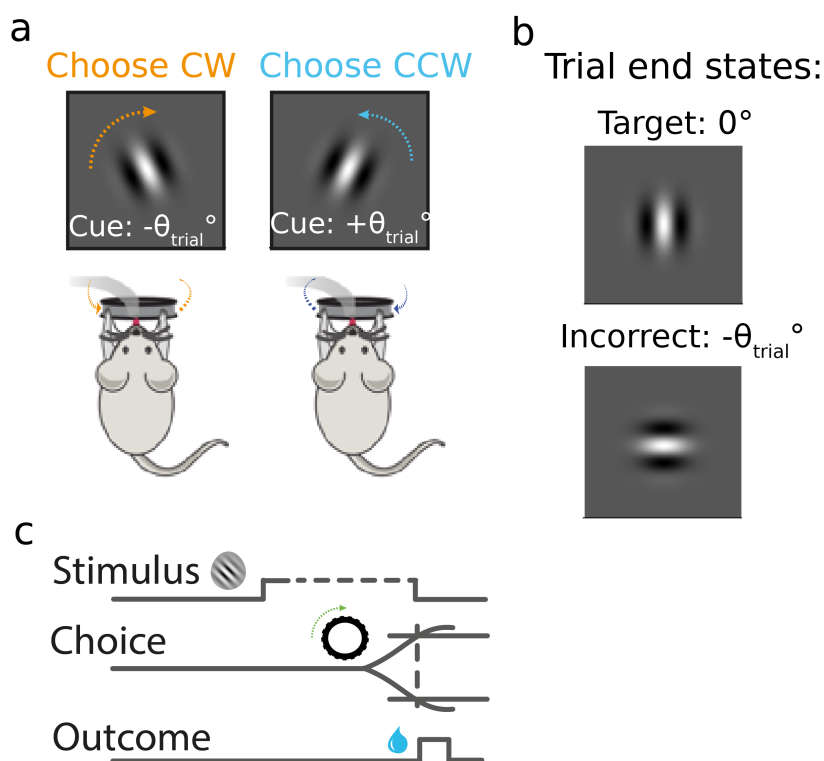 a
Choose CW
Choose CCW
Cue: -θtrial°
Cue: +θtrial°
b
Trial end states:
Target: 0°
Incorrect: -θtrial°
c
Stimulus
Choice
Outcome